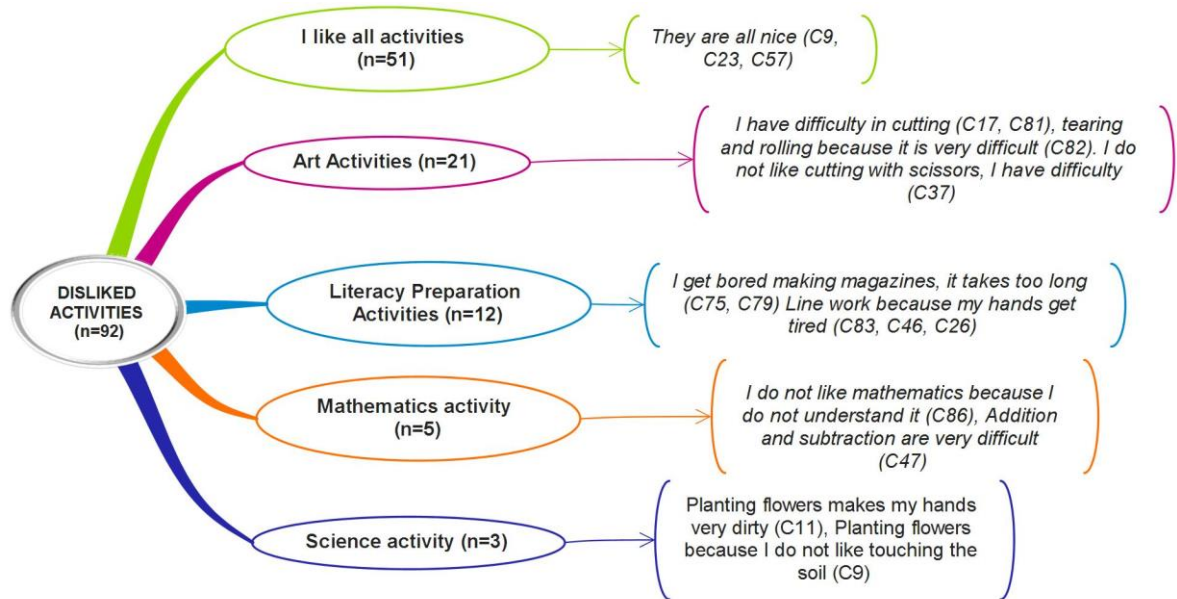 I like all activities
(n=51)
They are all nice (C9,
C23, C57)
Art Activities (n=21)
I have difficulty in cutting (C17, C81), tearing
and rolling because it is very difficult (C82). I do
not like cutting with scissors, I have difficulty
(C37)
DISLIKED
ACTIVITIES
(n=92)
Literacy Preparation
Activities (n=12)
I get bored making magazines, it takes too long
(C75, C79) Line work because my hands get
tired (C83, C46, C26)
Mathematics activity
(n=5)
I do not like mathematics because I
do not understand it (C86), Addition
and subtraction are very difficult
(C47)
Science activity (n=3)
Planting flowers makes my hands
very dirty (C11), Planting flowers
because I do not like touching the
soil (C9)